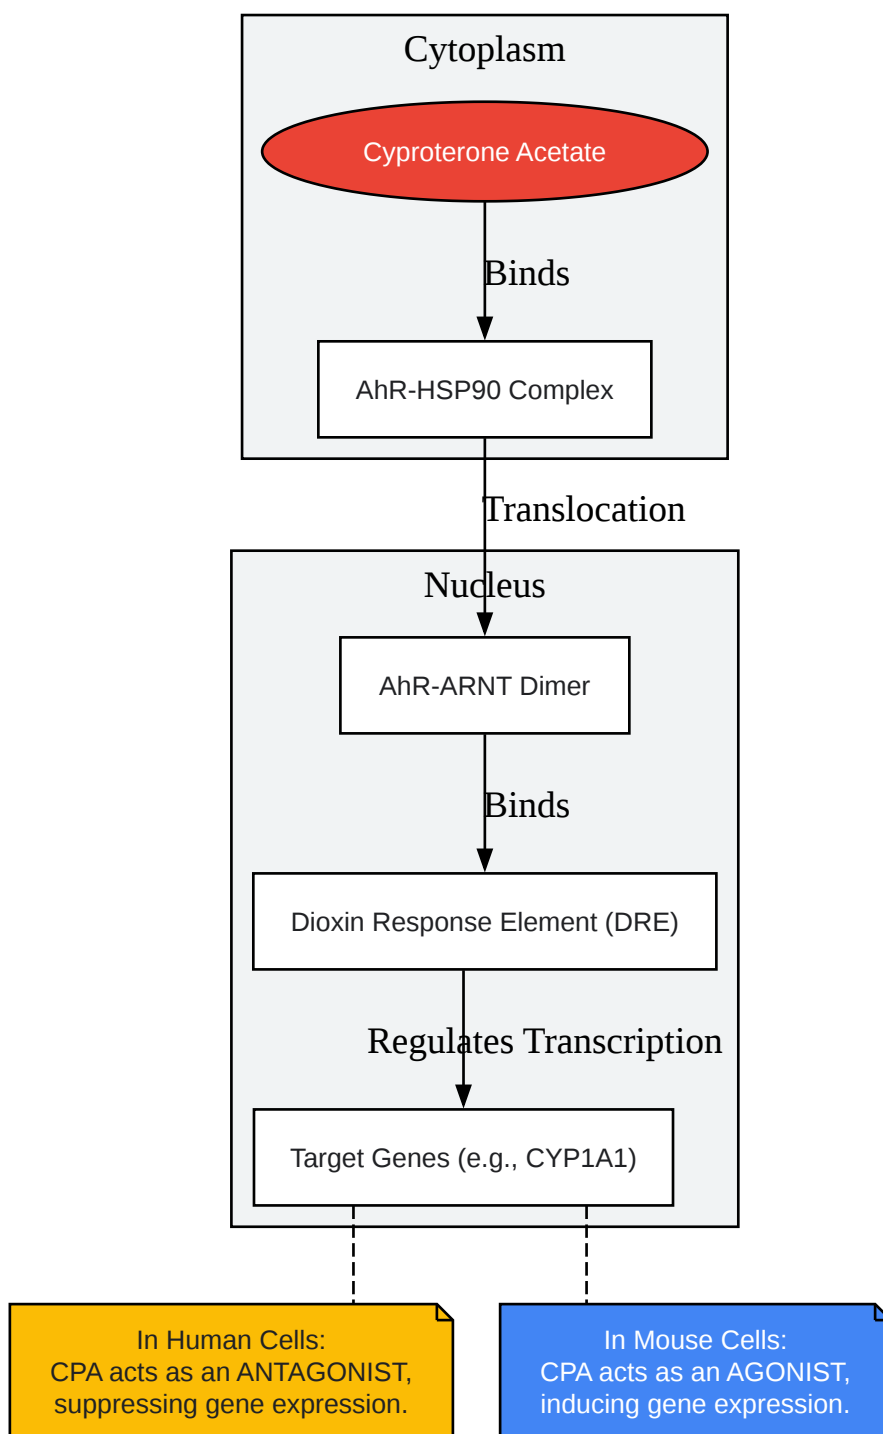 Cytoplasm
Cyproterone Acetate
Binds
AhR-HSP90 Complex
Translocation
Nucleus
AhR-ARNT Dimer
Binds
Dioxin Response Element (DRE)
Regulates Transcription
Target Genes (e.g., CYP1A1)
In Human Cells:
CPA acts as an ANTAGONIST,
suppressing gene expression.
In Mouse Cells:
CPA acts as an AGONIST,
inducing gene expression.